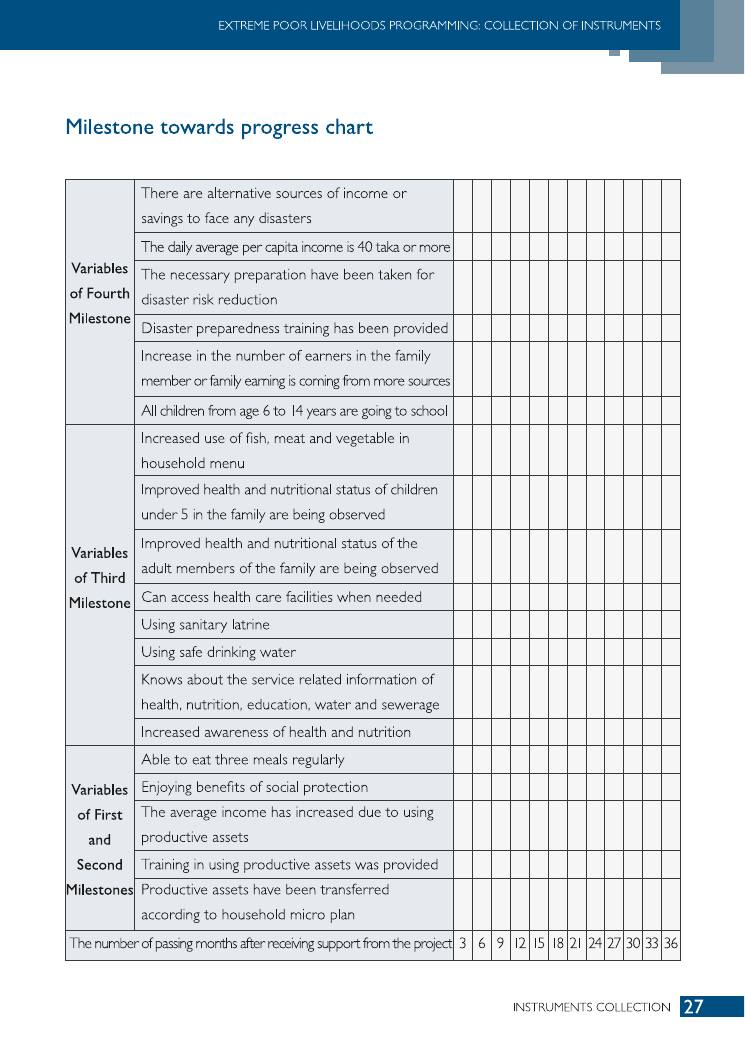 EXTREME POOR LIVELIHOODS PROGRAMMING: COLLECTION OF INSTRUMENTS
Milestone towards progress chart
Variables
of Fourth
Milestone
There are alternative sources of income or
savings to face any disasters
The daily average per capita income is 40 taka or more
The necessary preparation have been taken for
disaster risk reduction
Disaster preparedness training has been provided
Increase in the number of earners in the family
member or family earning is coming from more sources
All children from age 6 to 14 years are going to school
Variables
of Third
Milestone
Increased use of fish, meat and vegetable in
household menu
Improved health and nutritional status of children
under 5 in the family are being observed
Improved health and nutritional status of the
adult members of the family are being observed
Can access health care facilities when needed
Using sanitary latrine
Using safe drinking water
Knows about the service related information of
health, nutrition, education, water and sewerage
Increased awareness of health and nutrition
Variables
of First
and
Second
Milestones
Able to eat three meals regularly
Enjoying benefits of social protection
The average income has increased due to using
productive assets
Training in using productive assets was provided
Productive assets have been transferred
according to household micro plan
The number of passing months after receiving support from the project 3 6 9 12 15 18 21 24 27 30 33 36
INSTRUMENTS COLLECTION 27